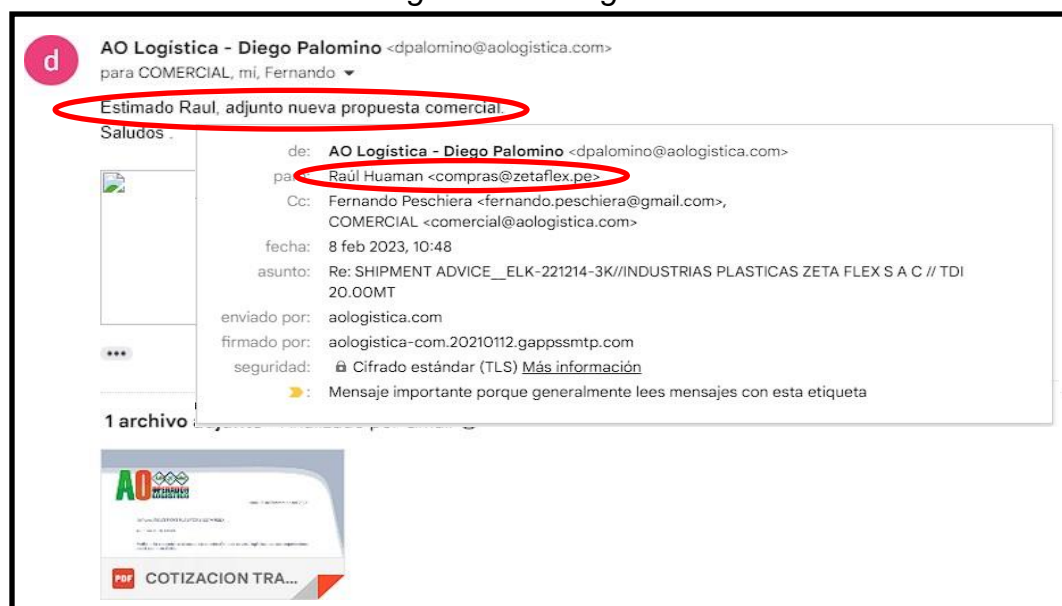 d
AO Logística - Diego Palomino <dpalomino@aologistica.com>
para COMERCIAL, mí, Fernando
Estimado Raul, adjunto nueva propuesta comercial.
Saludos .
de: AO Logística - Diego Palomino <dpalomino@aologistica.com>
Raúl Huaman <compras@zetaflex.pe>
Cc: Fernando Peschiera <fernando.peschiera@gmail.com>,
COMERCIAL <comercial@aologistica.com>
fecha: 8 feb 2023, 10:48
asunto: Re: SHIPMENT ADVICE__ELK-221214-3K//INDUSTRIAS PLASTICAS ZETA FLEX S A C // TDI
20.00MT
enviado por: aologistica.com
firmado por: aologistica-com.20210112.gappssmtp.com
seguridad: Cifrado estándar (TLS) Más información
: Mensaje importante porque generalmente lees mensajes con esta etiqueta
1 archivo
AO OPERADOR LOGISTICO
PDF COTIZACION TRA...